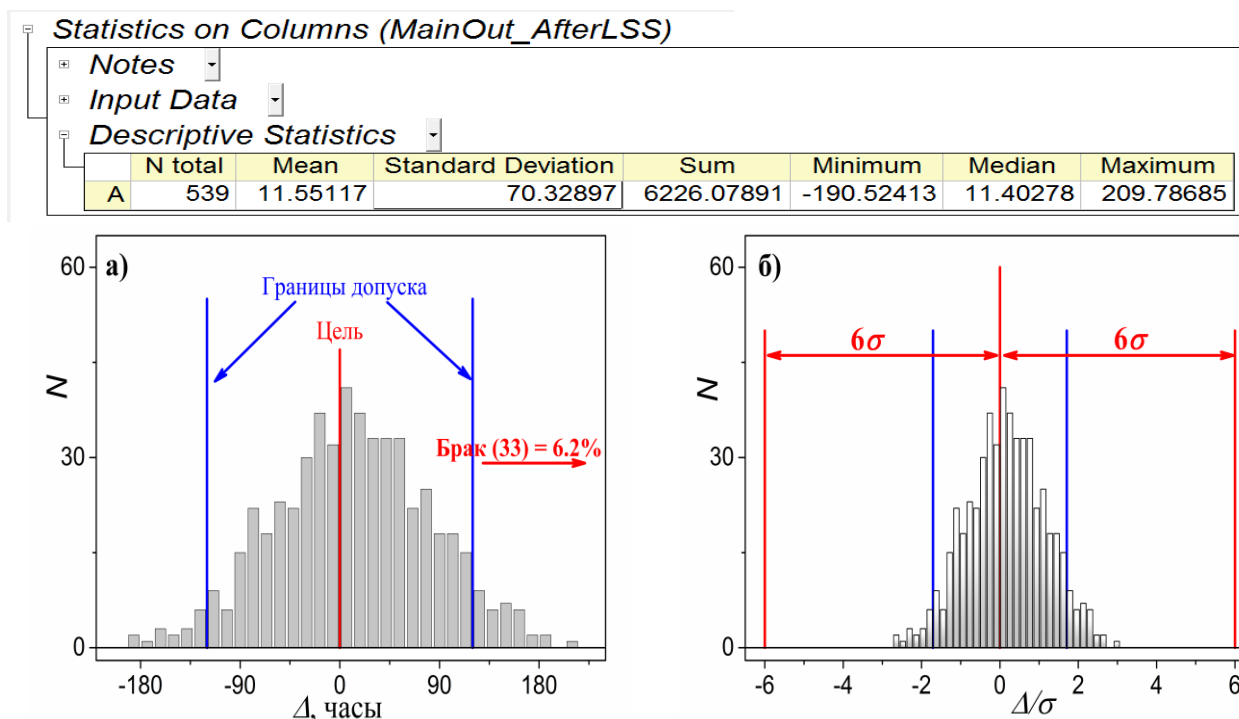 Statistics on Columns (MainOut_AfterLSS)
Notes
Input Data
Descriptive Statistics
N total Mean Standard Deviation Sum Minimum Median Maximum
A 539 11.55117 70.32897 6226.07891 -190.52413 11.40278 209.78685
а)
60
30
0
N
Границы допуска
Цель
Брак (33) = 6.2%
-180 -90 0 90 180
Δ, часы
б)
60
30
0
N
6σ 6σ
-6 -4 -2 0 2 4 6
Δ/σ